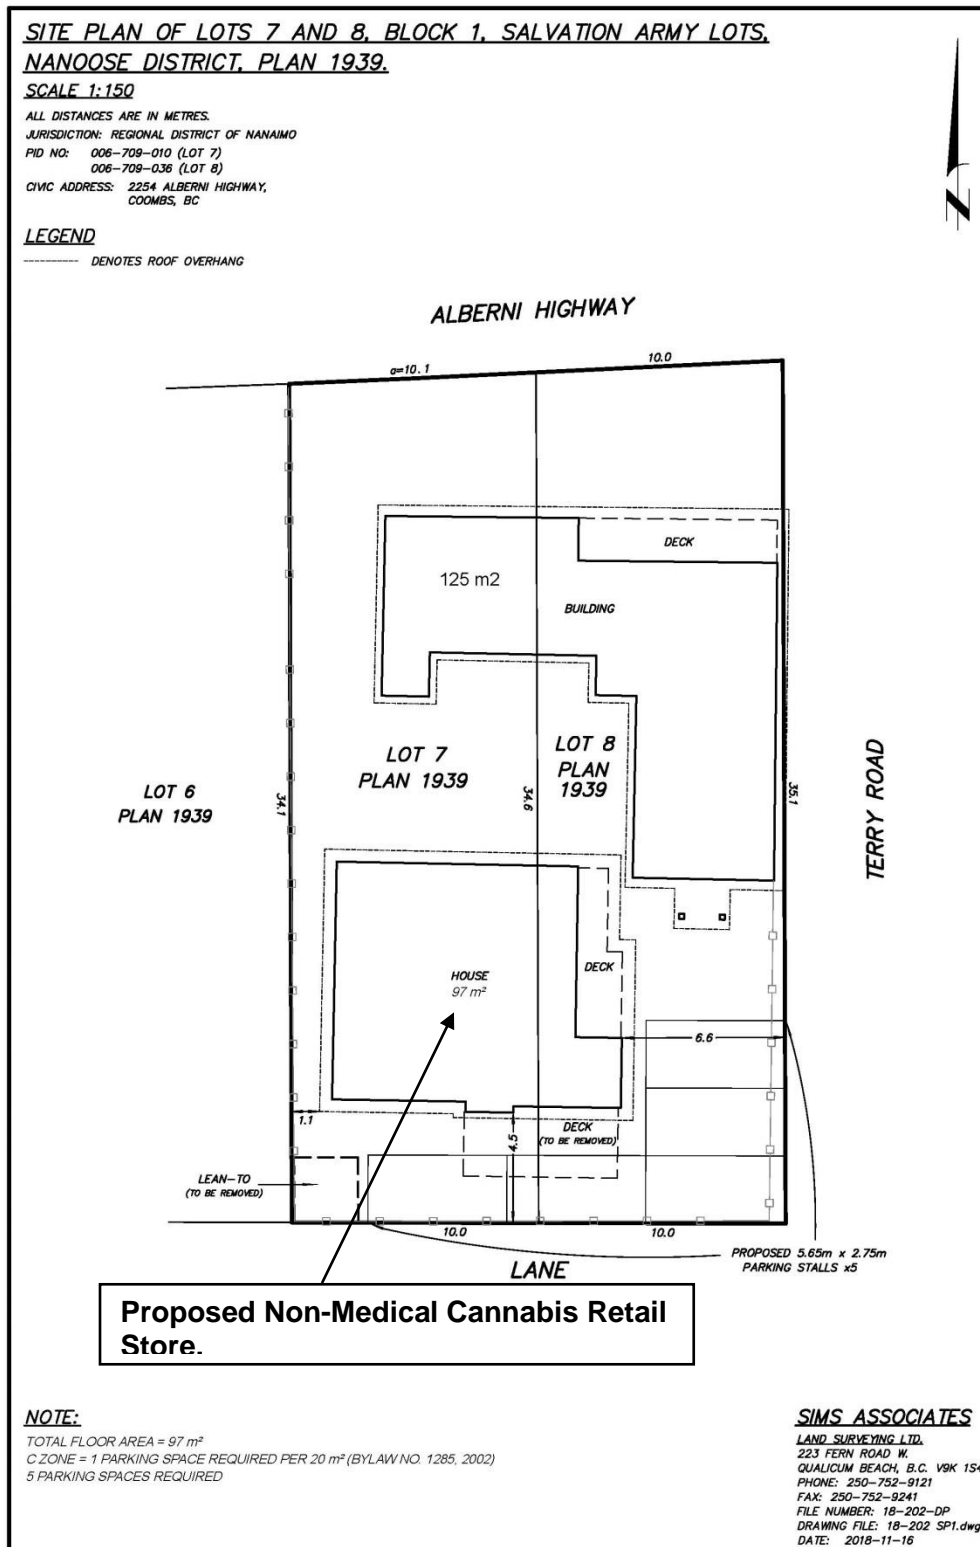 SITE PLAN OF LOTS 7 AND 8, BLOCK 1, SALVATION ARMY LOTS,
NANOOSE DISTRICT, PLAN 1939.
SCALE 1:150
ALL DISTANCES ARE IN METRES.
JURISDICTION: REGIONAL DISTRICT OF NANAIMO
PID NO: 006-709-010 (LOT 7)
006-709-036 (LOT 8)
CIVIC ADDRESS: 2254 ALBERNI HIGHWAY,
COOMBS, BC
N
LEGEND
---------- DENOTES ROOF OVERHANG
ALBERNI HIGHWAY
a=10.1
10.0
DECK
125 m2
BUILDING
LOT 7
PLAN 1939
LOT 8
PLAN
1939
LOT 6
PLAN 1939
34.1
34.6
35.1
TERRY ROAD
HOUSE
97 m²
DECK
6.6
1.1
4.5
DECK
(TO BE REMOVED)
LEAN-TO
(TO BE REMOVED)
10.0
10.0
LANE
PROPOSED 5.65m x 2.75m
PARKING STALLS x5
Proposed Non-Medical Cannabis Retail
Store.
NOTE:
TOTAL FLOOR AREA = 97 m²
C ZONE = 1 PARKING SPACE REQUIRED PER 20 m² (BYLAW NO. 1285, 2002)
5 PARKING SPACES REQUIRED
SIMS ASSOCIATES
LAND SURVEYING LTD.
223 FERN ROAD W.
QUALICUM BEACH, B.C. V9K 1S4
PHONE: 250-752-9121
FAX: 250-752-9241
FILE NUMBER: 18-202-DP
DRAWING FILE: 18-202 SP1.dwg
DATE: 2018-11-16